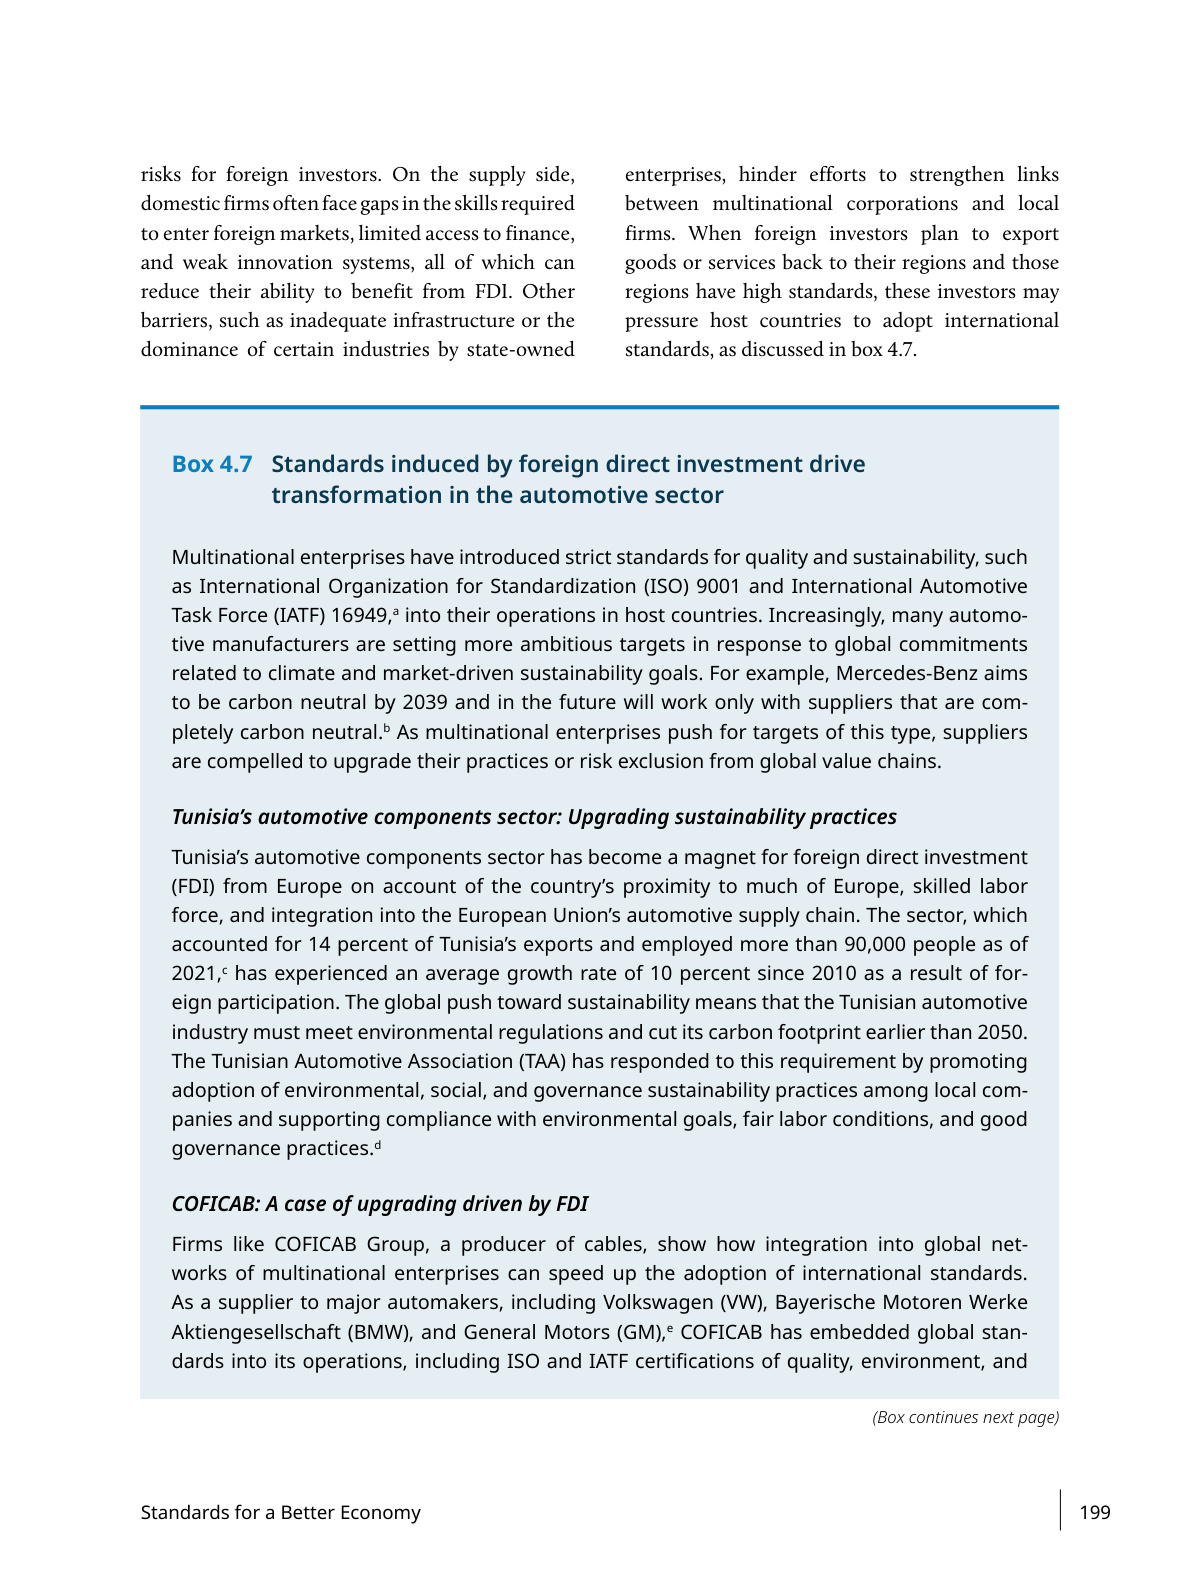 risks for foreign investors. On the supply side,
domestic firms often face gaps in the skills required
to enter foreign markets, limited access to finance,
and weak innovation systems, all of which can
reduce their ability to benefit from FDI. Other
barriers, such as inadequate infrastructure or the
dominance of certain industries by state-owned
enterprises, hinder efforts to strengthen links
between multinational corporations and local
firms. When foreign investors plan to export
goods or services back to their regions and those
regions have high standards, these investors may
pressure host countries to adopt international
standards, as discussed in box 4.7.
Box 4.7 Standards induced by foreign direct investment drive
transformation in the automotive sector
Multinational enterprises have introduced strict standards for quality and sustainability, such
as International Organization for Standardization (ISO) 9001 and International Automotive
Task Force (IATF) 16949,ᵃ into their operations in host countries. Increasingly, many automo-
tive manufacturers are setting more ambitious targets in response to global commitments
related to climate and market-driven sustainability goals. For example, Mercedes-Benz aims
to be carbon neutral by 2039 and in the future will work only with suppliers that are com-
pletely carbon neutral.ᵇ As multinational enterprises push for targets of this type, suppliers
are compelled to upgrade their practices or risk exclusion from global value chains.
Tunisia’s automotive components sector: Upgrading sustainability practices
Tunisia’s automotive components sector has become a magnet for foreign direct investment
(FDI) from Europe on account of the country’s proximity to much of Europe, skilled labor
force, and integration into the European Union’s automotive supply chain. The sector, which
accounted for 14 percent of Tunisia’s exports and employed more than 90,000 people as of
2021,ᶜ has experienced an average growth rate of 10 percent since 2010 as a result of for-
eign participation. The global push toward sustainability means that the Tunisian automotive
industry must meet environmental regulations and cut its carbon footprint earlier than 2050.
The Tunisian Automotive Association (TAA) has responded to this requirement by promoting
adoption of environmental, social, and governance sustainability practices among local com-
panies and supporting compliance with environmental goals, fair labor conditions, and good
governance practices.ᵈ
COFICAB: A case of upgrading driven by FDI
Firms like COFICAB Group, a producer of cables, show how integration into global net-
works of multinational enterprises can speed up the adoption of international standards.
As a supplier to major automakers, including Volkswagen (VW), Bayerische Motoren Werke
Aktiengesellschaft (BMW), and General Motors (GM),ᵉ COFICAB has embedded global stan-
dards into its operations, including ISO and IATF certifications of quality, environment, and
(Box continues next page)
Standards for a Better Economy
199